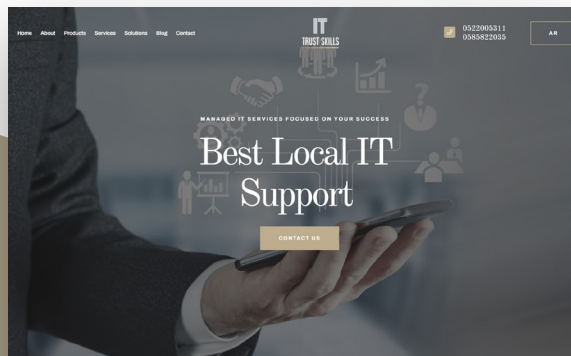 Home About Products Services Solutions Blog Contact
IT
TRUST SKILLS
0522005311
0585822035
AR
MANAGED IT SERVICES FOCUSED ON YOUR SUCCESS
Best Local IT
Support
CONTACT US